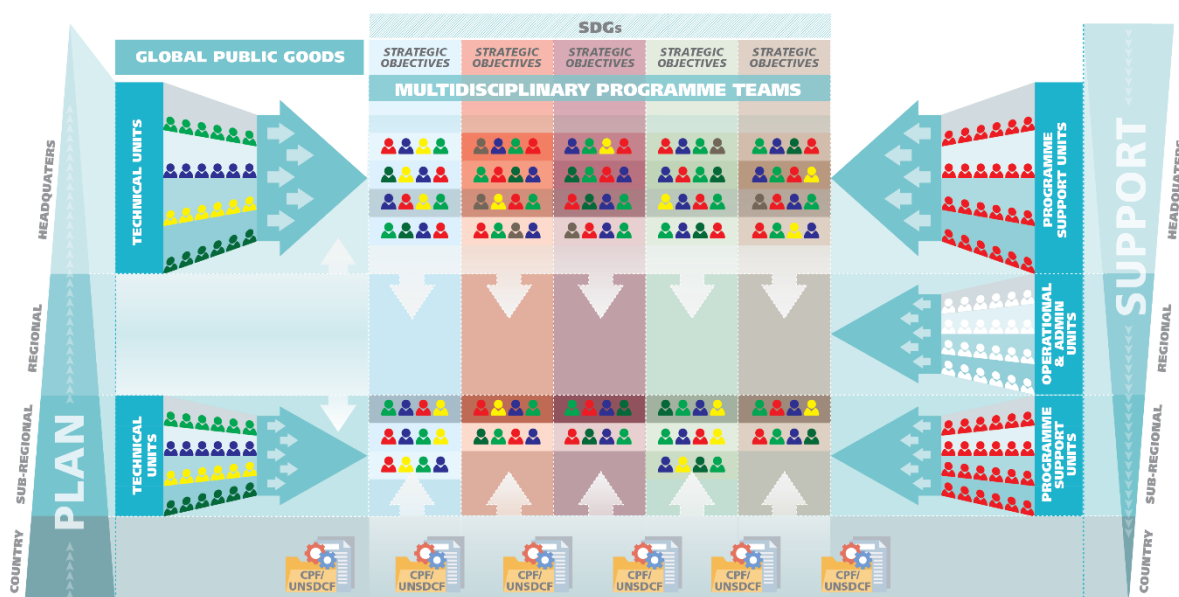 SDGs
GLOBAL PUBLIC GOODS
STRATEGIC
OBJECTIVES
STRATEGIC
OBJECTIVES
STRATEGIC
OBJECTIVES
STRATEGIC
OBJECTIVES
STRATEGIC
OBJECTIVES
MULTIDISCIPLINARY PROGRAMME TEAMS
HEADQUATERS
REGIONAL
SUB-REGIONAL
COUNTRY
PLAN
TECHNICAL UNITS
TECHNICAL
UNITS
PROGRAMME
SUPPORT UNITS
OPERATIONAL
& ADMIN
UNITS
PROGRAMME
SUPPORT
UNITS
SUPPORT
HEADQUATERS
REGIONAL
SUB-REGIONAL
COUNTRY
CPF/
UNSDCF
CPF/
UNSDCF
CPF/
UNSDCF
CPF/
UNSDCF
CPF/
UNSDCF
CPF/
UNSDCF